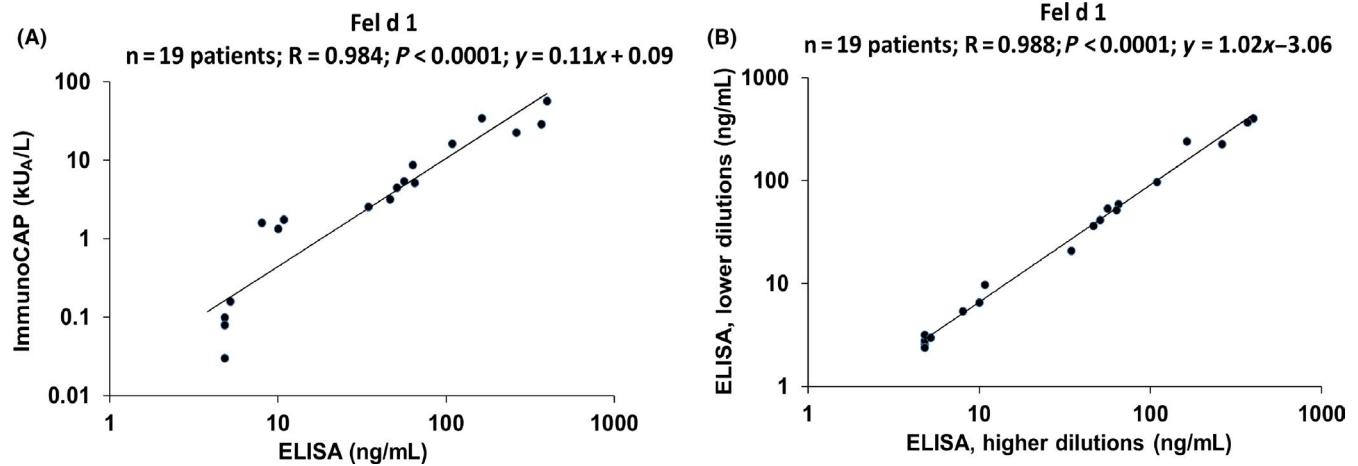 (A)
Fel d 1
n = 19 patients; R = 0.984; P < 0.0001; y = 0.11x + 0.09
ImmunoCAP (kUA/L)
100
10
1
0.1
0.01
1
10
100
1000
ELISA (ng/mL)
(B)
Fel d 1
n = 19 patients; R = 0.988; P < 0.0001; y = 1.02x−3.06
ELISA, lower dilutions (ng/mL)
1000
100
10
1
1
10
100
1000
ELISA, higher dilutions (ng/mL)